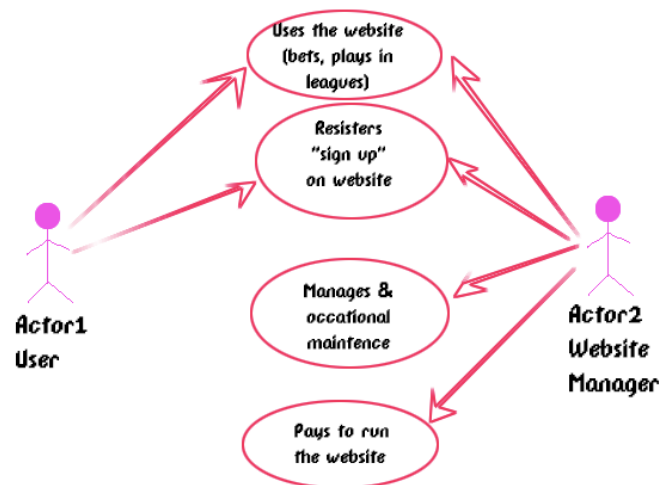 Uses the website
(bets, plays in
leagues)
Resisters
"sign up"
on website
Manages &
occational
maintence
Pays to run
the website
Actor1
User
Actor2
Website
Manager